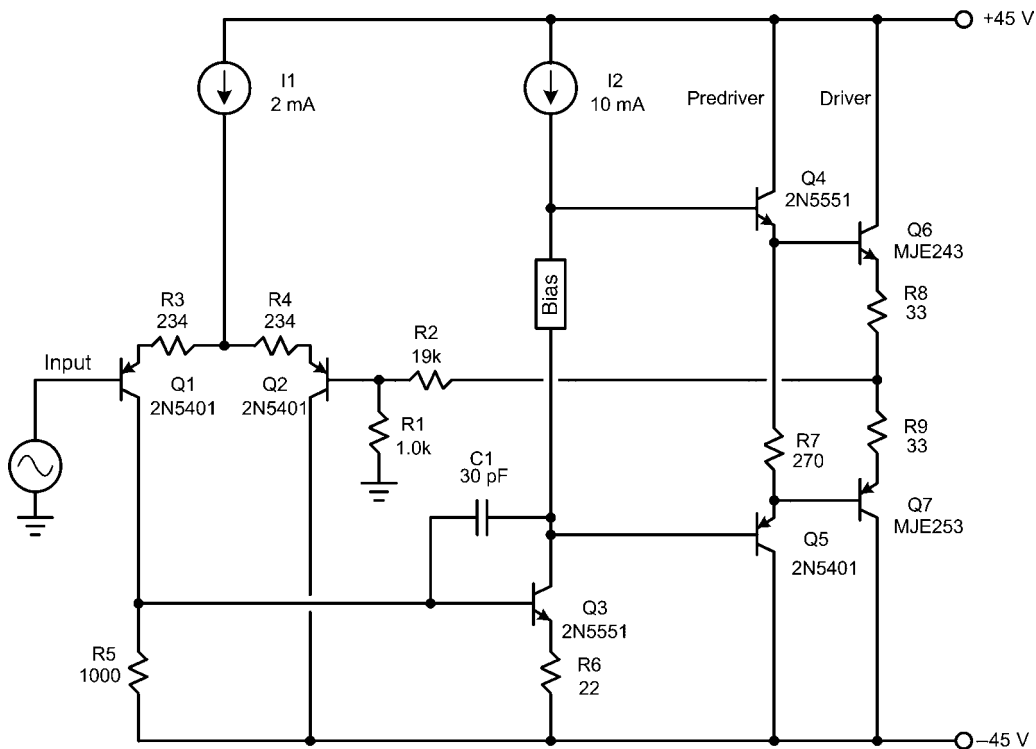 +45 V
I1
2 mA
I2
10 mA
Predriver
Driver
Q4
2N5551
Q6
MJE243
R8
33
Bias
R3
234
R4
234
R2
19k
Input
Q1
2N5401
Q2
2N5401
R1
1.0k
R7
270
R9
33
C1
30 pF
Q7
MJE253
Q5
2N5401
Q3
2N5551
R5
1000
R6
22
–45 V